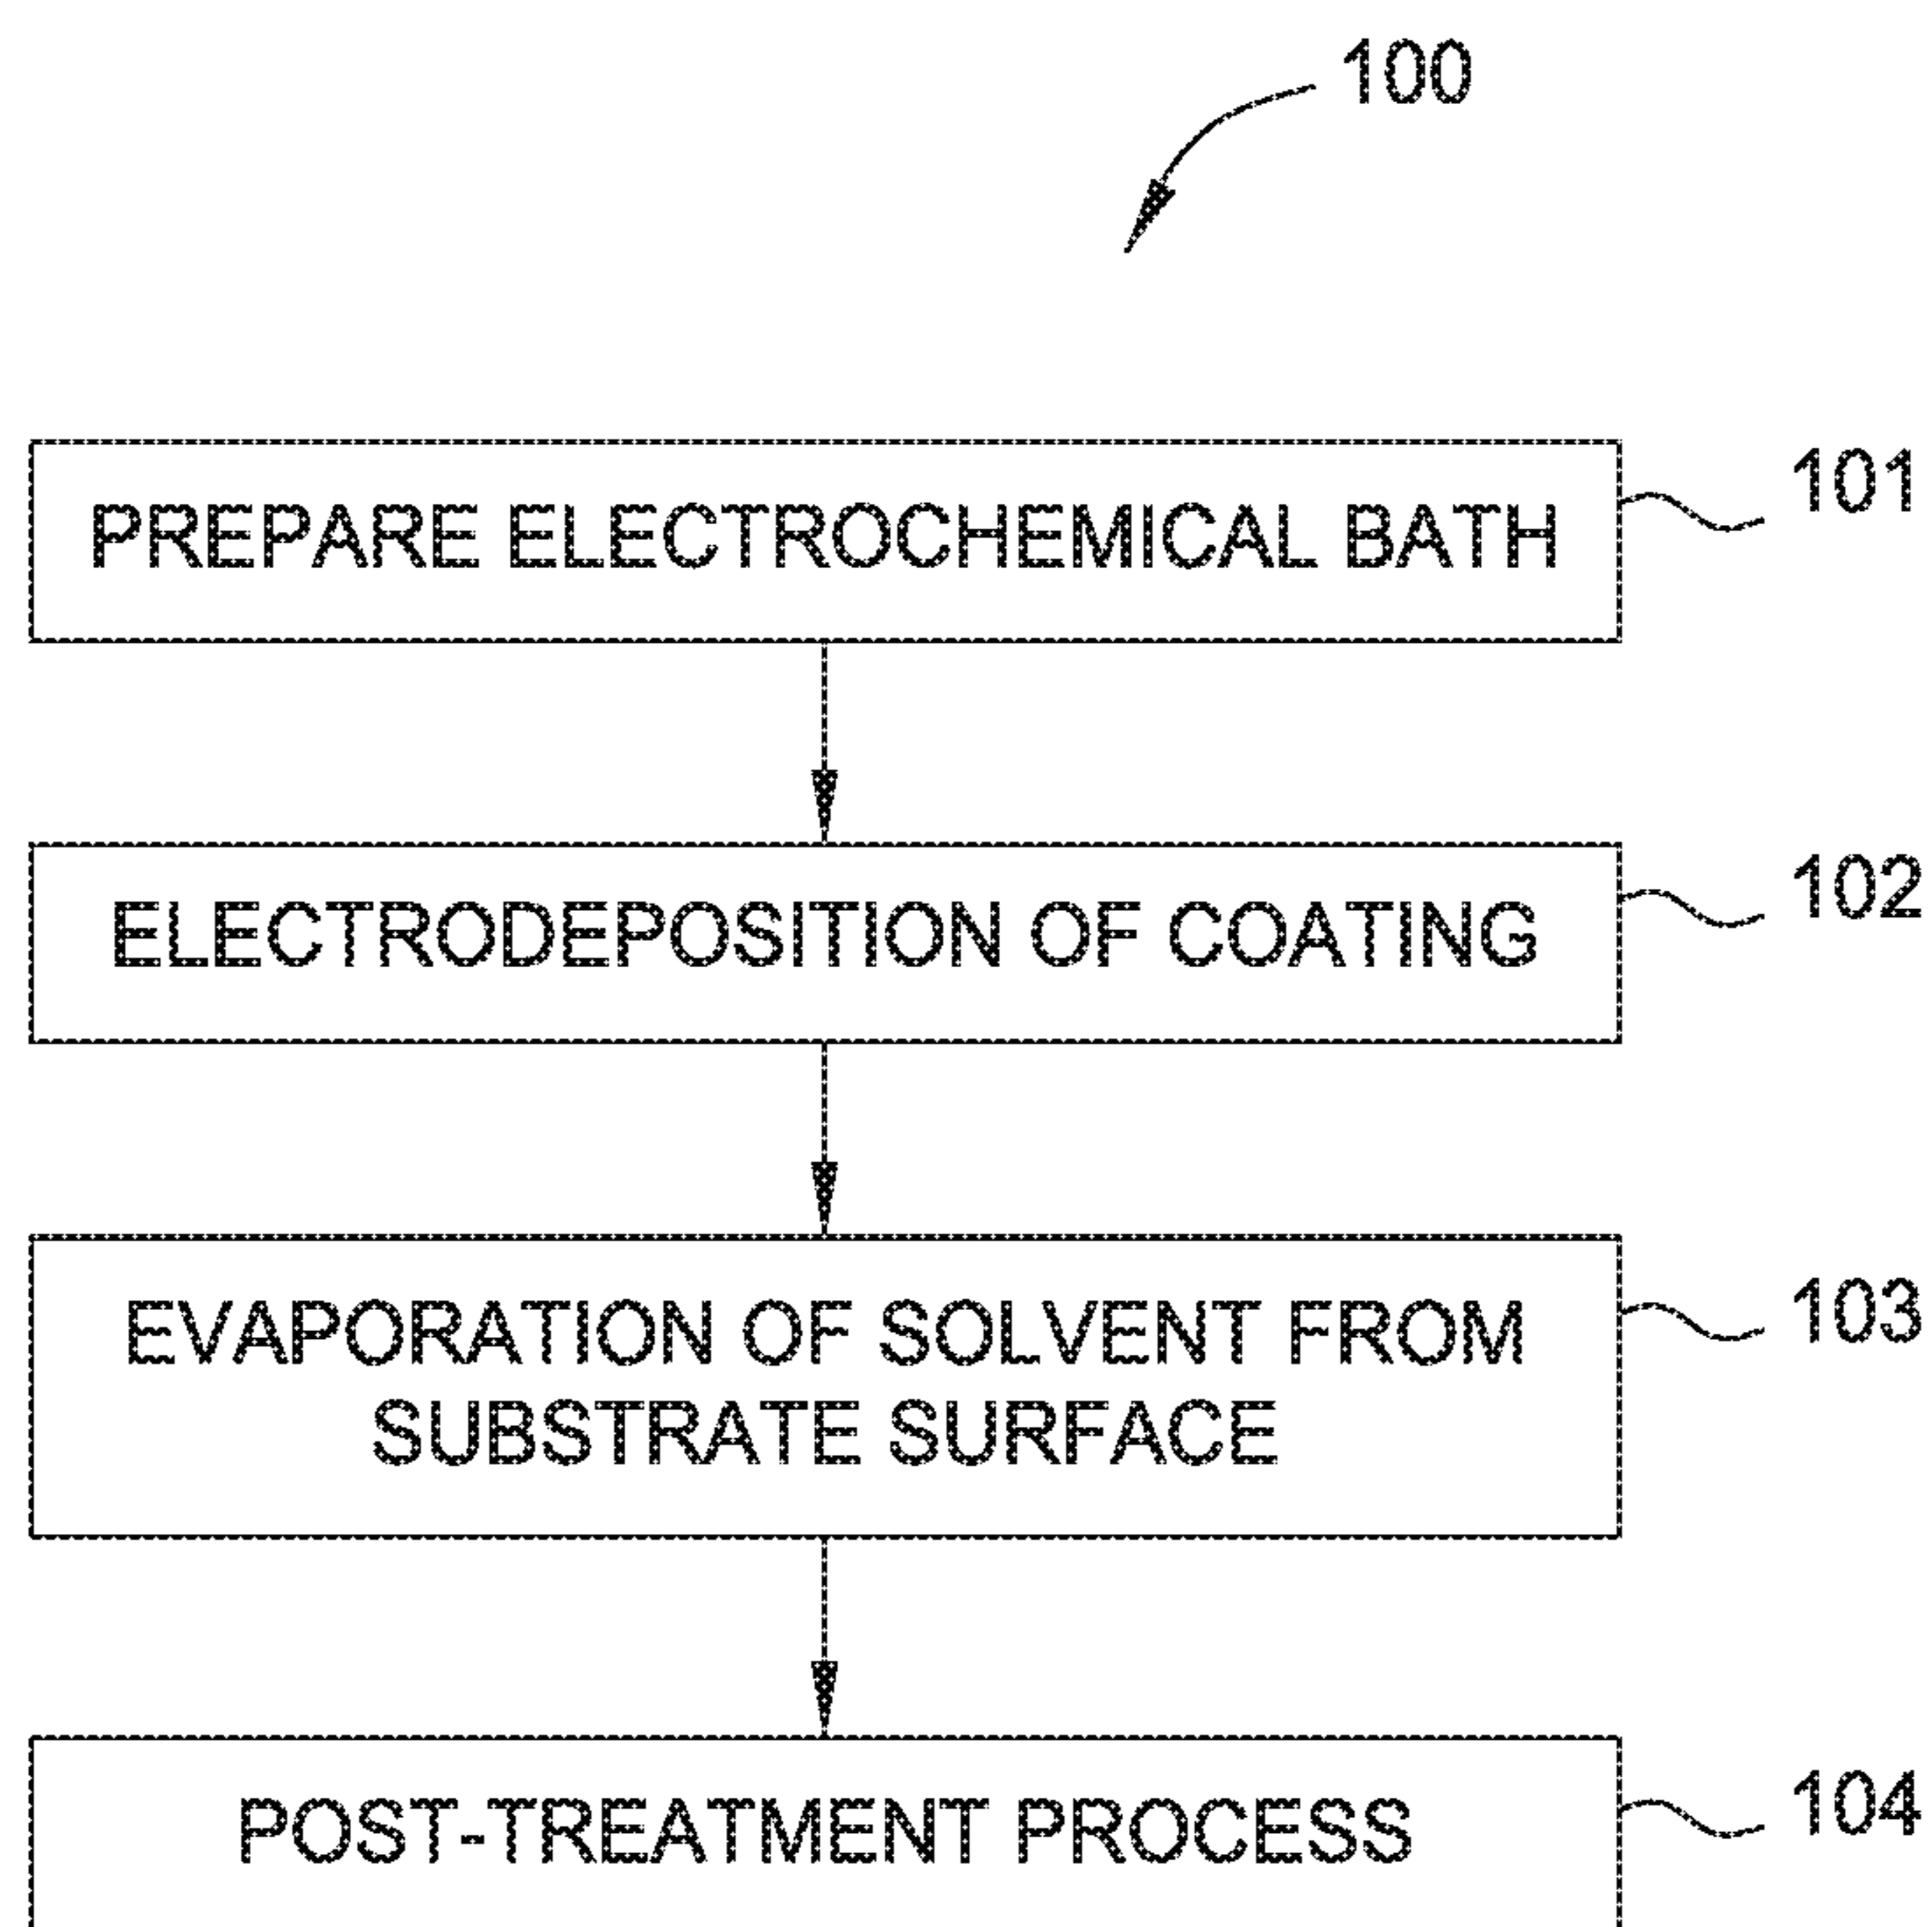 100
PREPARE ELECTROCHEMICAL BATH
101
ELECTRODEPOSITION OF COATING
102
EVAPORATION OF SOLVENT FROM
SUBSTRATE SURFACE
103
POST-TREATMENT PROCESS
104